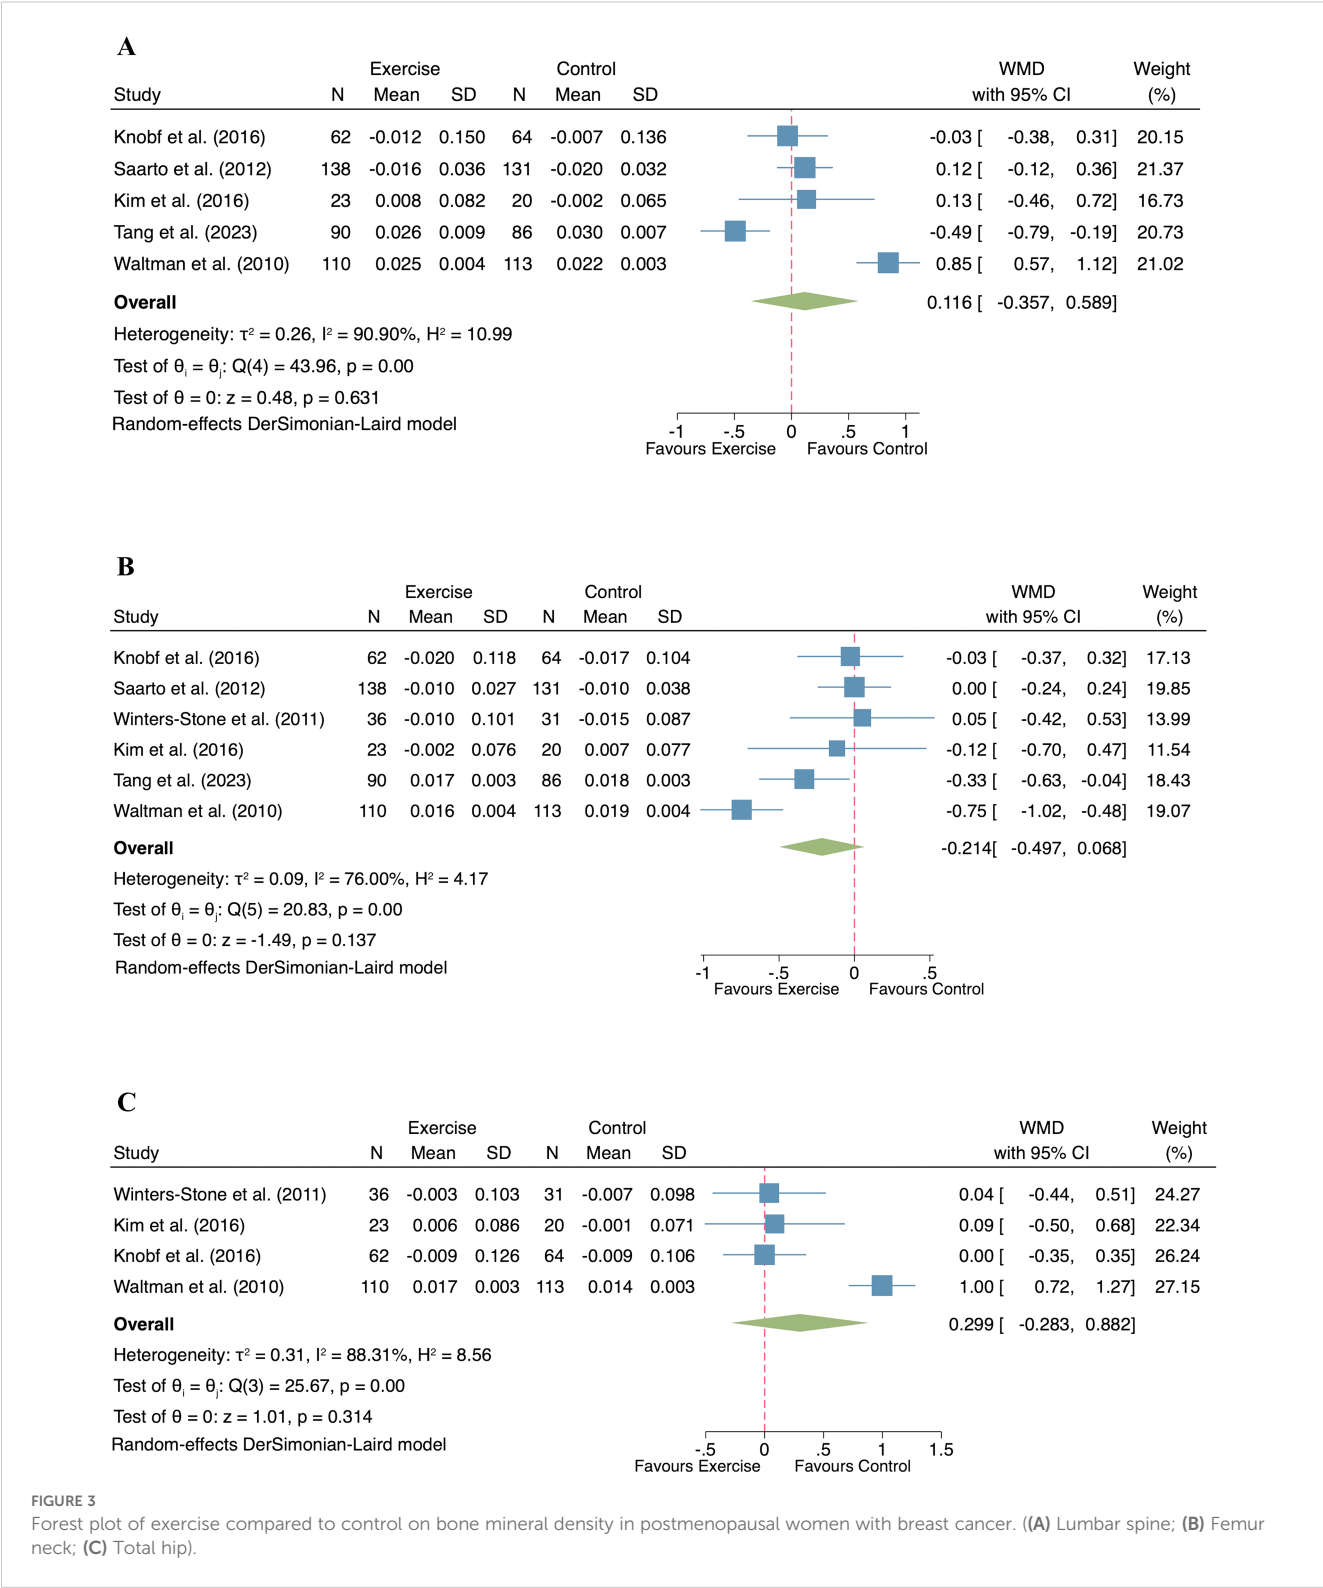 A
Exercise Control WMD Weight
Study N Mean SD N Mean SD with 95% CI (%)
Knobf et al. (2016) 62 -0.012 0.150 64 -0.007 0.136 -0.03 [ -0.38, 0.31] 20.15
Saarto et al. (2012) 138 -0.016 0.036 131 -0.020 0.032 0.12 [ -0.12, 0.36] 21.37
Kim et al. (2016) 23 0.008 0.082 20 -0.002 0.065 0.13 [ -0.46, 0.72] 16.73
Tang et al. (2023) 90 0.026 0.009 86 0.030 0.007 -0.49 [ -0.79, -0.19] 20.73
Waltman et al. (2010) 110 0.025 0.004 113 0.022 0.003 0.85 [ 0.57, 1.12] 21.02
Overall 0.116 [ -0.357, 0.589]
Heterogeneity: τ² = 0.26, I² = 90.90%, H² = 10.99
Test of θᵢ = θⱼ: Q(4) = 43.96, p = 0.00
Test of θ = 0: z = 0.48, p = 0.631
Random-effects DerSimonian-Laird model
-1 -.5 0 .5 1
Favours Exercise Favours Control
B
Exercise Control WMD Weight
Study N Mean SD N Mean SD with 95% CI (%)
Knobf et al. (2016) 62 -0.020 0.118 64 -0.017 0.104 -0.03 [ -0.37, 0.32] 17.13
Saarto et al. (2012) 138 -0.010 0.027 131 -0.010 0.038 0.00 [ -0.24, 0.24] 19.85
Winters-Stone et al. (2011) 36 -0.010 0.101 31 -0.015 0.087 0.05 [ -0.42, 0.53] 13.99
Kim et al. (2016) 23 -0.002 0.076 20 0.007 0.077 -0.12 [ -0.70, 0.47] 11.54
Tang et al. (2023) 90 0.017 0.003 86 0.018 0.003 -0.33 [ -0.63, -0.04] 18.43
Waltman et al. (2010) 110 0.016 0.004 113 0.019 0.004 -0.75 [ -1.02, -0.48] 19.07
Overall -0.214[ -0.497, 0.068]
Heterogeneity: τ² = 0.09, I² = 76.00%, H² = 4.17
Test of θᵢ = θⱼ: Q(5) = 20.83, p = 0.00
Test of θ = 0: z = -1.49, p = 0.137
Random-effects DerSimonian-Laird model
-1 -.5 0 .5
Favours Exercise Favours Control
C
Exercise Control WMD Weight
Study N Mean SD N Mean SD with 95% CI (%)
Winters-Stone et al. (2011) 36 -0.003 0.103 31 -0.007 0.098 0.04 [ -0.44, 0.51] 24.27
Kim et al. (2016) 23 0.006 0.086 20 -0.001 0.071 0.09 [ -0.50, 0.68] 22.34
Knobf et al. (2016) 62 -0.009 0.126 64 -0.009 0.106 0.00 [ -0.35, 0.35] 26.24
Waltman et al. (2010) 110 0.017 0.003 113 0.014 0.003 1.00 [ 0.72, 1.27] 27.15
Overall 0.299 [ -0.283, 0.882]
Heterogeneity: τ² = 0.31, I² = 88.31%, H² = 8.56
Test of θᵢ = θⱼ: Q(3) = 25.67, p = 0.00
Test of θ = 0: z = 1.01, p = 0.314
Random-effects DerSimonian-Laird model
-.5 0 .5 1 1.5
Favours Exercise Favours Control
FIGURE 3
Forest plot of exercise compared to control on bone mineral density in postmenopausal women with breast cancer. ((A) Lumbar spine; (B) Femur
neck; (C) Total hip).